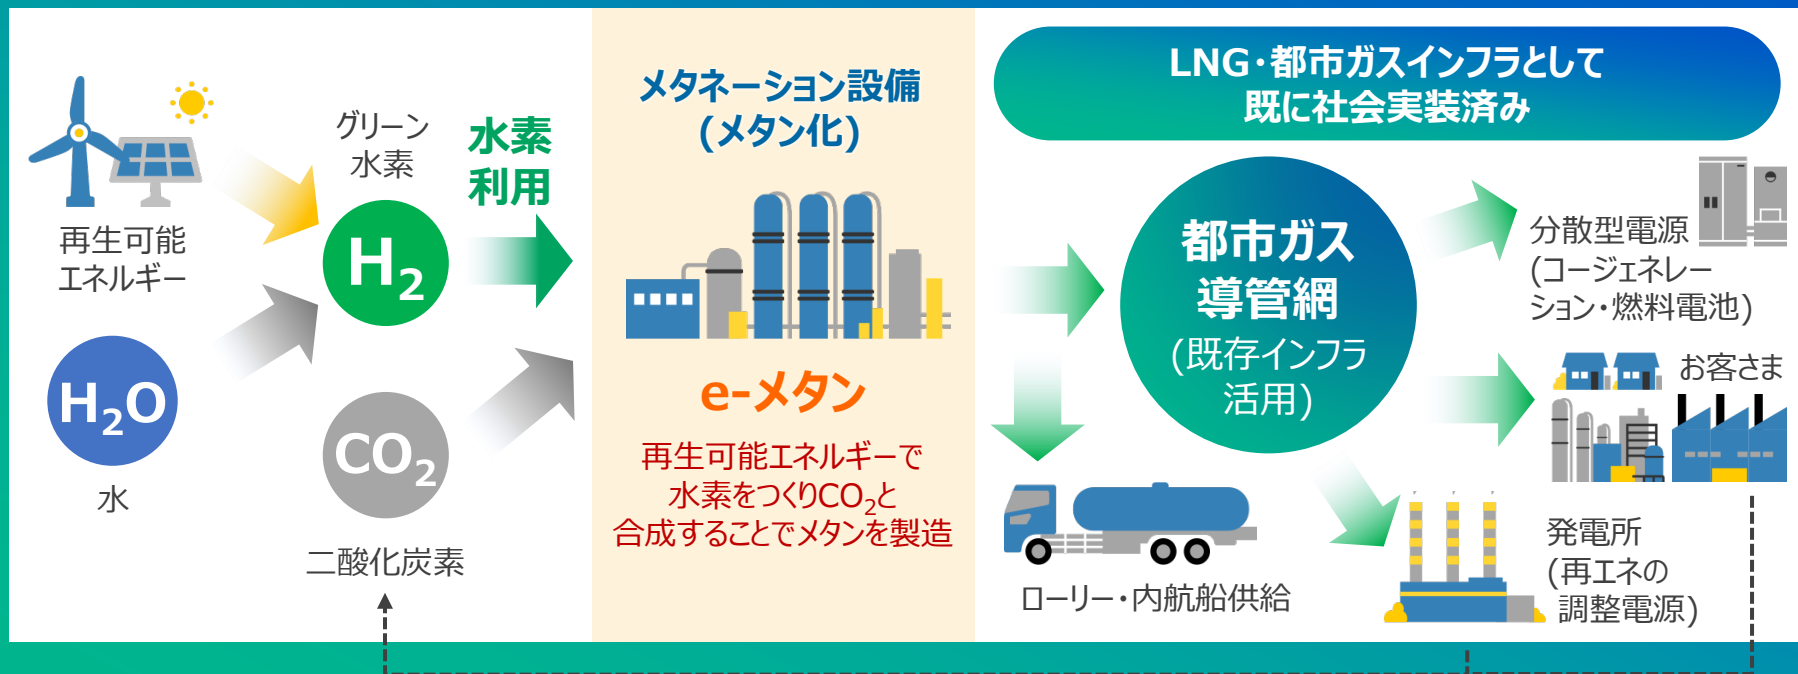 再生可能
エネルギー
H2O
水
グリーン
水素
H2
水素
利用
CO2
二酸化炭素
メタネーション設備
(メタン化)
e-メタン
再生可能エネルギーで
水素をつくりCO2と
合成することでメタンを製造
LNG・都市ガスインフラとして
既に社会実装済み
都市ガス
導管網
(既存インフラ
活用)
ローリー・内航船供給
分散型電源
(コージェネレー
ション・燃料電池)
お客さま
発電所
(再エネの
調整電源)